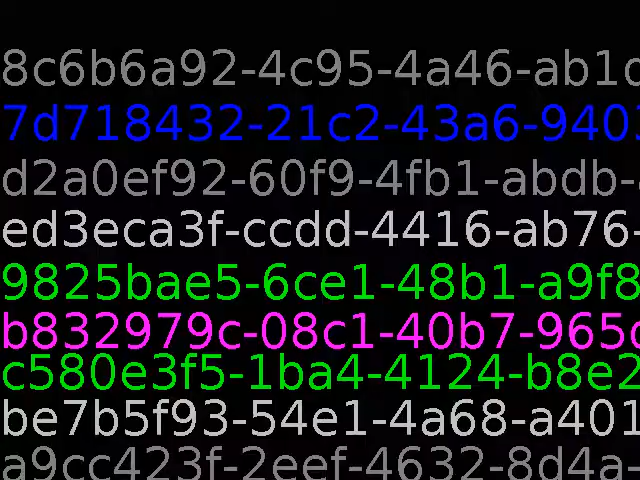 8c6b6a92-4c95-4a46-ab1
7d718432-21c2-43a6-940
d2a0ef92-60f9-4fb1-abdb-
ed3eca3f-ccdd-4416-ab76-
9825bae5-6ce1-48b1-a9f8
b832979c-08c1-40b7-965
c580e3f5-1ba4-4124-b8e2
be7b5f93-54e1-4a68-a401
a9cc423f-2eef-4632-8d4a-